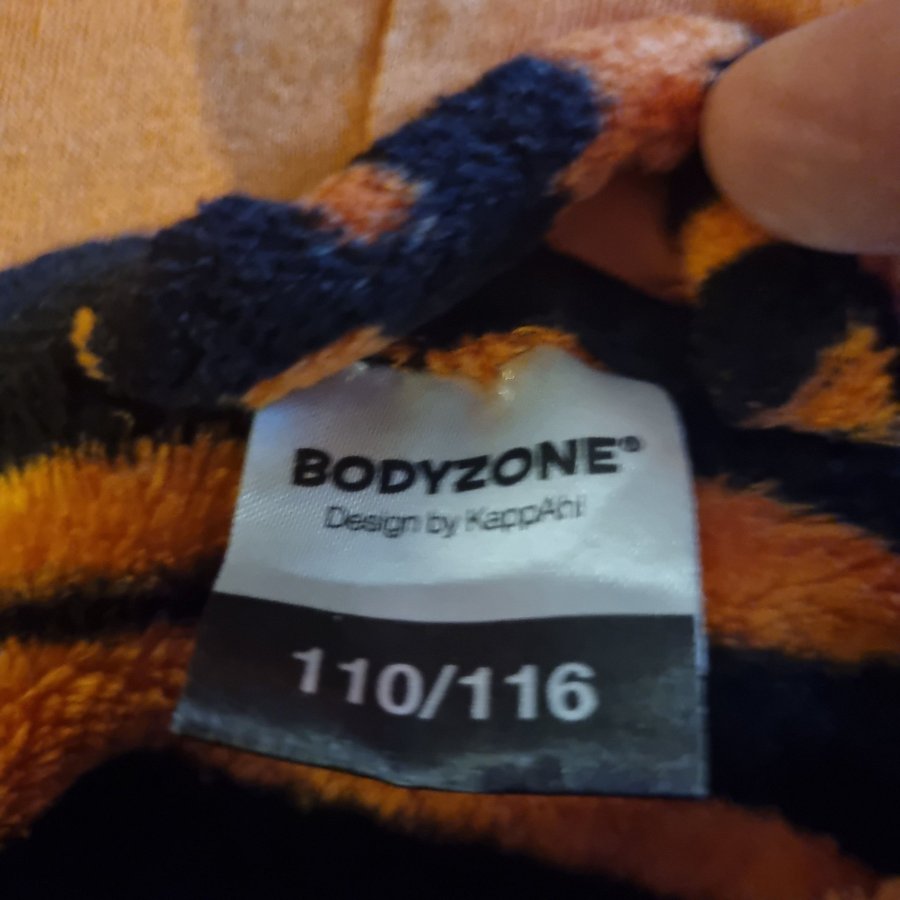 BODYZONE®
Design by KappAhl
110/116